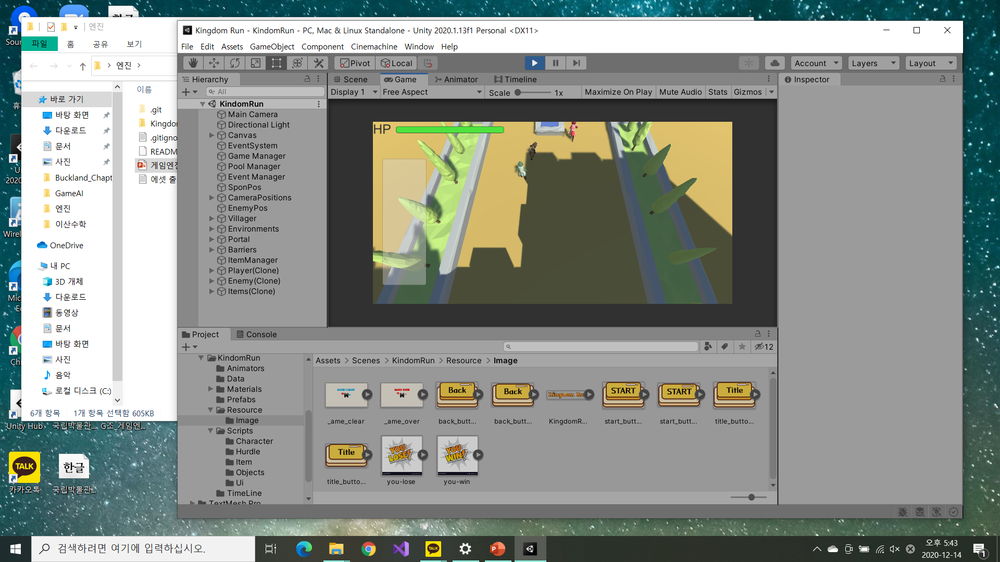 엔진
파일
홈
공유
보기
엔진
이름
바로 가기
바탕 화면
다운로드
문서
사진
Buckland_Chapt
GameAI
엔진
이산수학
OneDrive
내 PC
3D 개체
다운로드
동영상
문서
바탕 화면
사진
음악
로컬 디스크 (C:)
.git
Kingdo
.gitigno
READM
게임엔진
에셋 출
6개 항목
1개 항목 선택함 605KB
Kingdom Run - KindomRun - PC, Mac & Linux Standalone - Unity 2020.1.13f1 Personal <DX11>
File Edit Assets GameObject Component Cinemachine Window Help
Pivot
Local
Account
Layers
Layout
Hierarchy
All
KindomRun
Main Camera
Directional Light
Canvas
EventSystem
Game Manager
Pool Manager
Event Manager
SponPos
CameraPositions
EnemyPos
Villager
Environments
Portal
Barriers
ItemManager
Player(Clone)
Enemy(Clone)
Items(Clone)
Scene
Game
Animator
Timeline
Display 1
Free Aspect
Scale
1x
Maximize On Play
Mute Audio
Stats
Gizmos
HP
Inspector
Project
Console
12
KindomRun
Animators
Data
Materials
Prefabs
Resource
Image
Scripts
Character
Hurdle
Item
Objects
Ui
TimeLine
TextMesh Pro
Assets > Scenes > KindomRun > Resource > Image
GAME CLEAR!
GAME OVER
Back
Back
START
START
Title
_ame_clear
_ame_over
back_butt...
back_butt...
KingdomR...
start_butt...
start_butt...
title_butto...
Title
YOU LOSE!
YOU WIN!
title_butto...
you-lose
you-win
Unity Hub
국립박물관...
G조_게임엔...
TALK
한글
카카오톡
국립박물관...
검색하려면 여기에 입력하십시오.
TALK
오후 5:43
2020-12-14
1